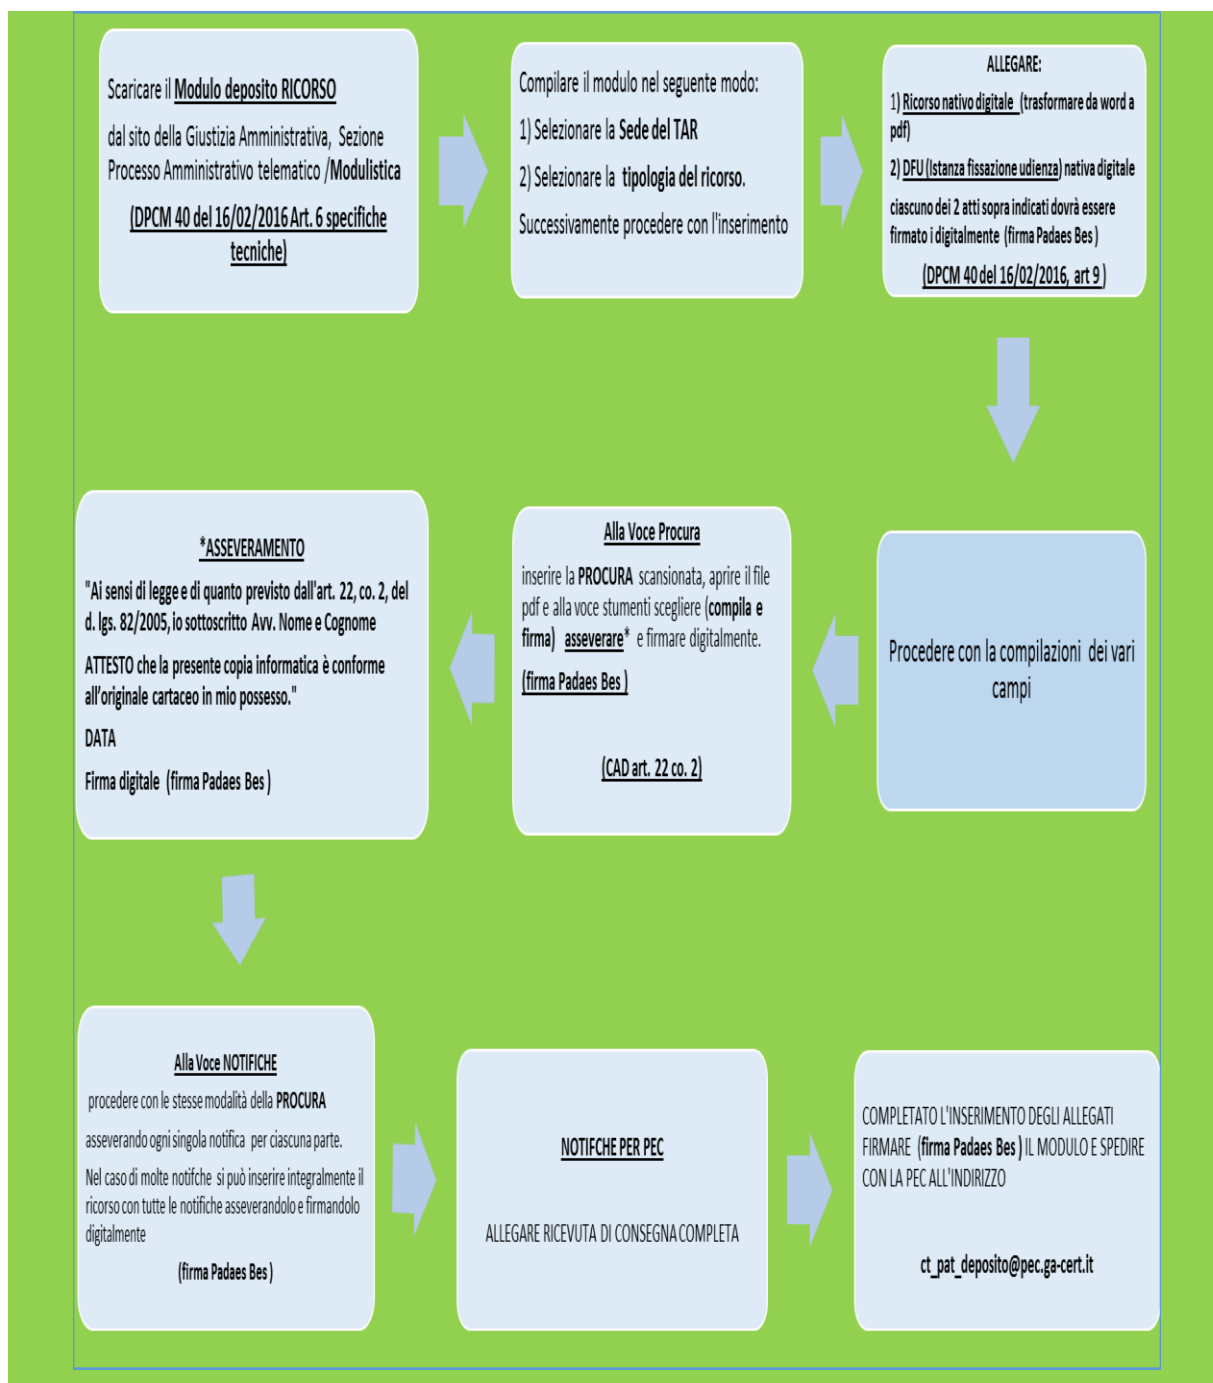 Scaricare il Modulo deposito RICORSO
dal sito della Giustizia Amministrativa, Sezione
Processo Amministrativo telematico /Modulistica
(DPCM 40 del 16/02/2016 Art. 6 specifiche
tecniche)
Compilare il modulo nel seguente modo:
1) Selezionare la Sede del TAR
2) Selezionare la tipologia del ricorso.
Successivamente procedere con l'inserimento
ALLEGARE:
1) Ricorso nativo digitale (trasformare da word a
pdf)
2) DFU (Istanza fissazione udienza) nativa digitale
ciascuno dei 2 atti sopra indicati dovrà essere
firmato i digitalmente (firma Padaes Bes )
(DPCM 40 del 16/02/2016, art 9 )
Procedere con la compilazioni dei vari
campi
Alla Voce Procura
inserire la PROCURA scansionata, aprire il file
pdf e alla voce stumenti scegliere (compila e
firma) asseverare* e firmare digitalmente.
(firma Padaes Bes )
(CAD art. 22 co. 2)
*ASSEVERAMENTO
"Ai sensi di legge e di quanto previsto dall'art. 22, co. 2, del
d. lgs. 82/2005, io sottoscritto Avv. Nome e Cognome
ATTESTO che la presente copia informatica è conforme
all'originale cartaceo in mio possesso."
DATA
Firma digitale (firma Padaes Bes )
Alla Voce NOTIFICHE
procedere con le stesse modalità della PROCURA
asseverando ogni singola notifica per ciascuna parte.
Nel caso di molte notifche si può inserire integralmente il
ricorso con tutte le notifiche asseverandolo e firmandolo
digitalmente
(firma Padaes Bes )
NOTIFCHE PER PEC
ALLEGARE RICEVUTA DI CONSEGNA COMPLETA
COMPLETATO L'INSERIMENTO DEGLI ALLEGATI
FIRMARE (firma Padaes Bes ) IL MODULO E SPEDIRE
CON LA PEC ALL'INDIRIZZO
ct_pat_deposito@pec.ga-cert.it